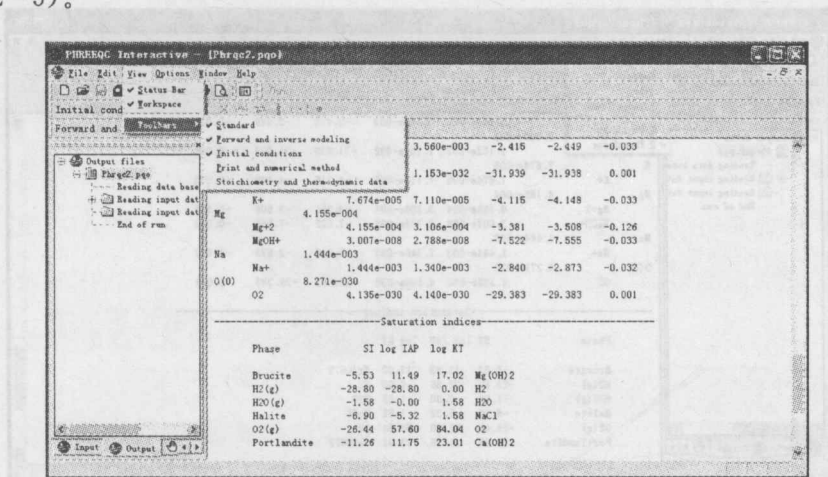 PHREEQC Interactive - [Phrqc2.pqo]
File Edit View Options Window Help
Status Bar
Workspace
Toolbars
Initial cond
Forward and
Standard
Forward and inverse modeling
Initial conditions
Print and numerical method
Stoichiometry and thermodynamic data
Output files
Phrqc2.pqo
Reading data base
Reading input dat
Reading input dat
End of run
3.560e-003 -2.415 -2.449 -0.033
1.153e-032 -31.939 -31.938 0.001
K+ 7.674e-005 7.110e-005 -4.115 -4.148 -0.033
Mg 4.155e-004
Mg+2 4.155e-004 3.106e-004 -3.381 -3.508 -0.126
MgOH+ 3.007e-008 2.788e-008 -7.522 -7.555 -0.033
Na 1.444e-003
Na+ 1.444e-003 1.340e-003 -2.840 -2.873 -0.032
O(0) 8.271e-030
O2 4.135e-030 4.140e-030 -29.383 -29.383 0.001
Saturation indices
Phase SI log IAP log KT
Brucite -5.53 11.49 17.02 Mg(OH)2
H2(g) -28.80 -28.80 0.00 H2
H2O(g) -1.58 -0.00 1.58 H2O
Halite -6.90 -5.32 1.58 NaCl
O2(g) -26.44 57.60 84.04 O2
Portlandite -11.26 11.75 23.01 Ca(OH)2
Input Output